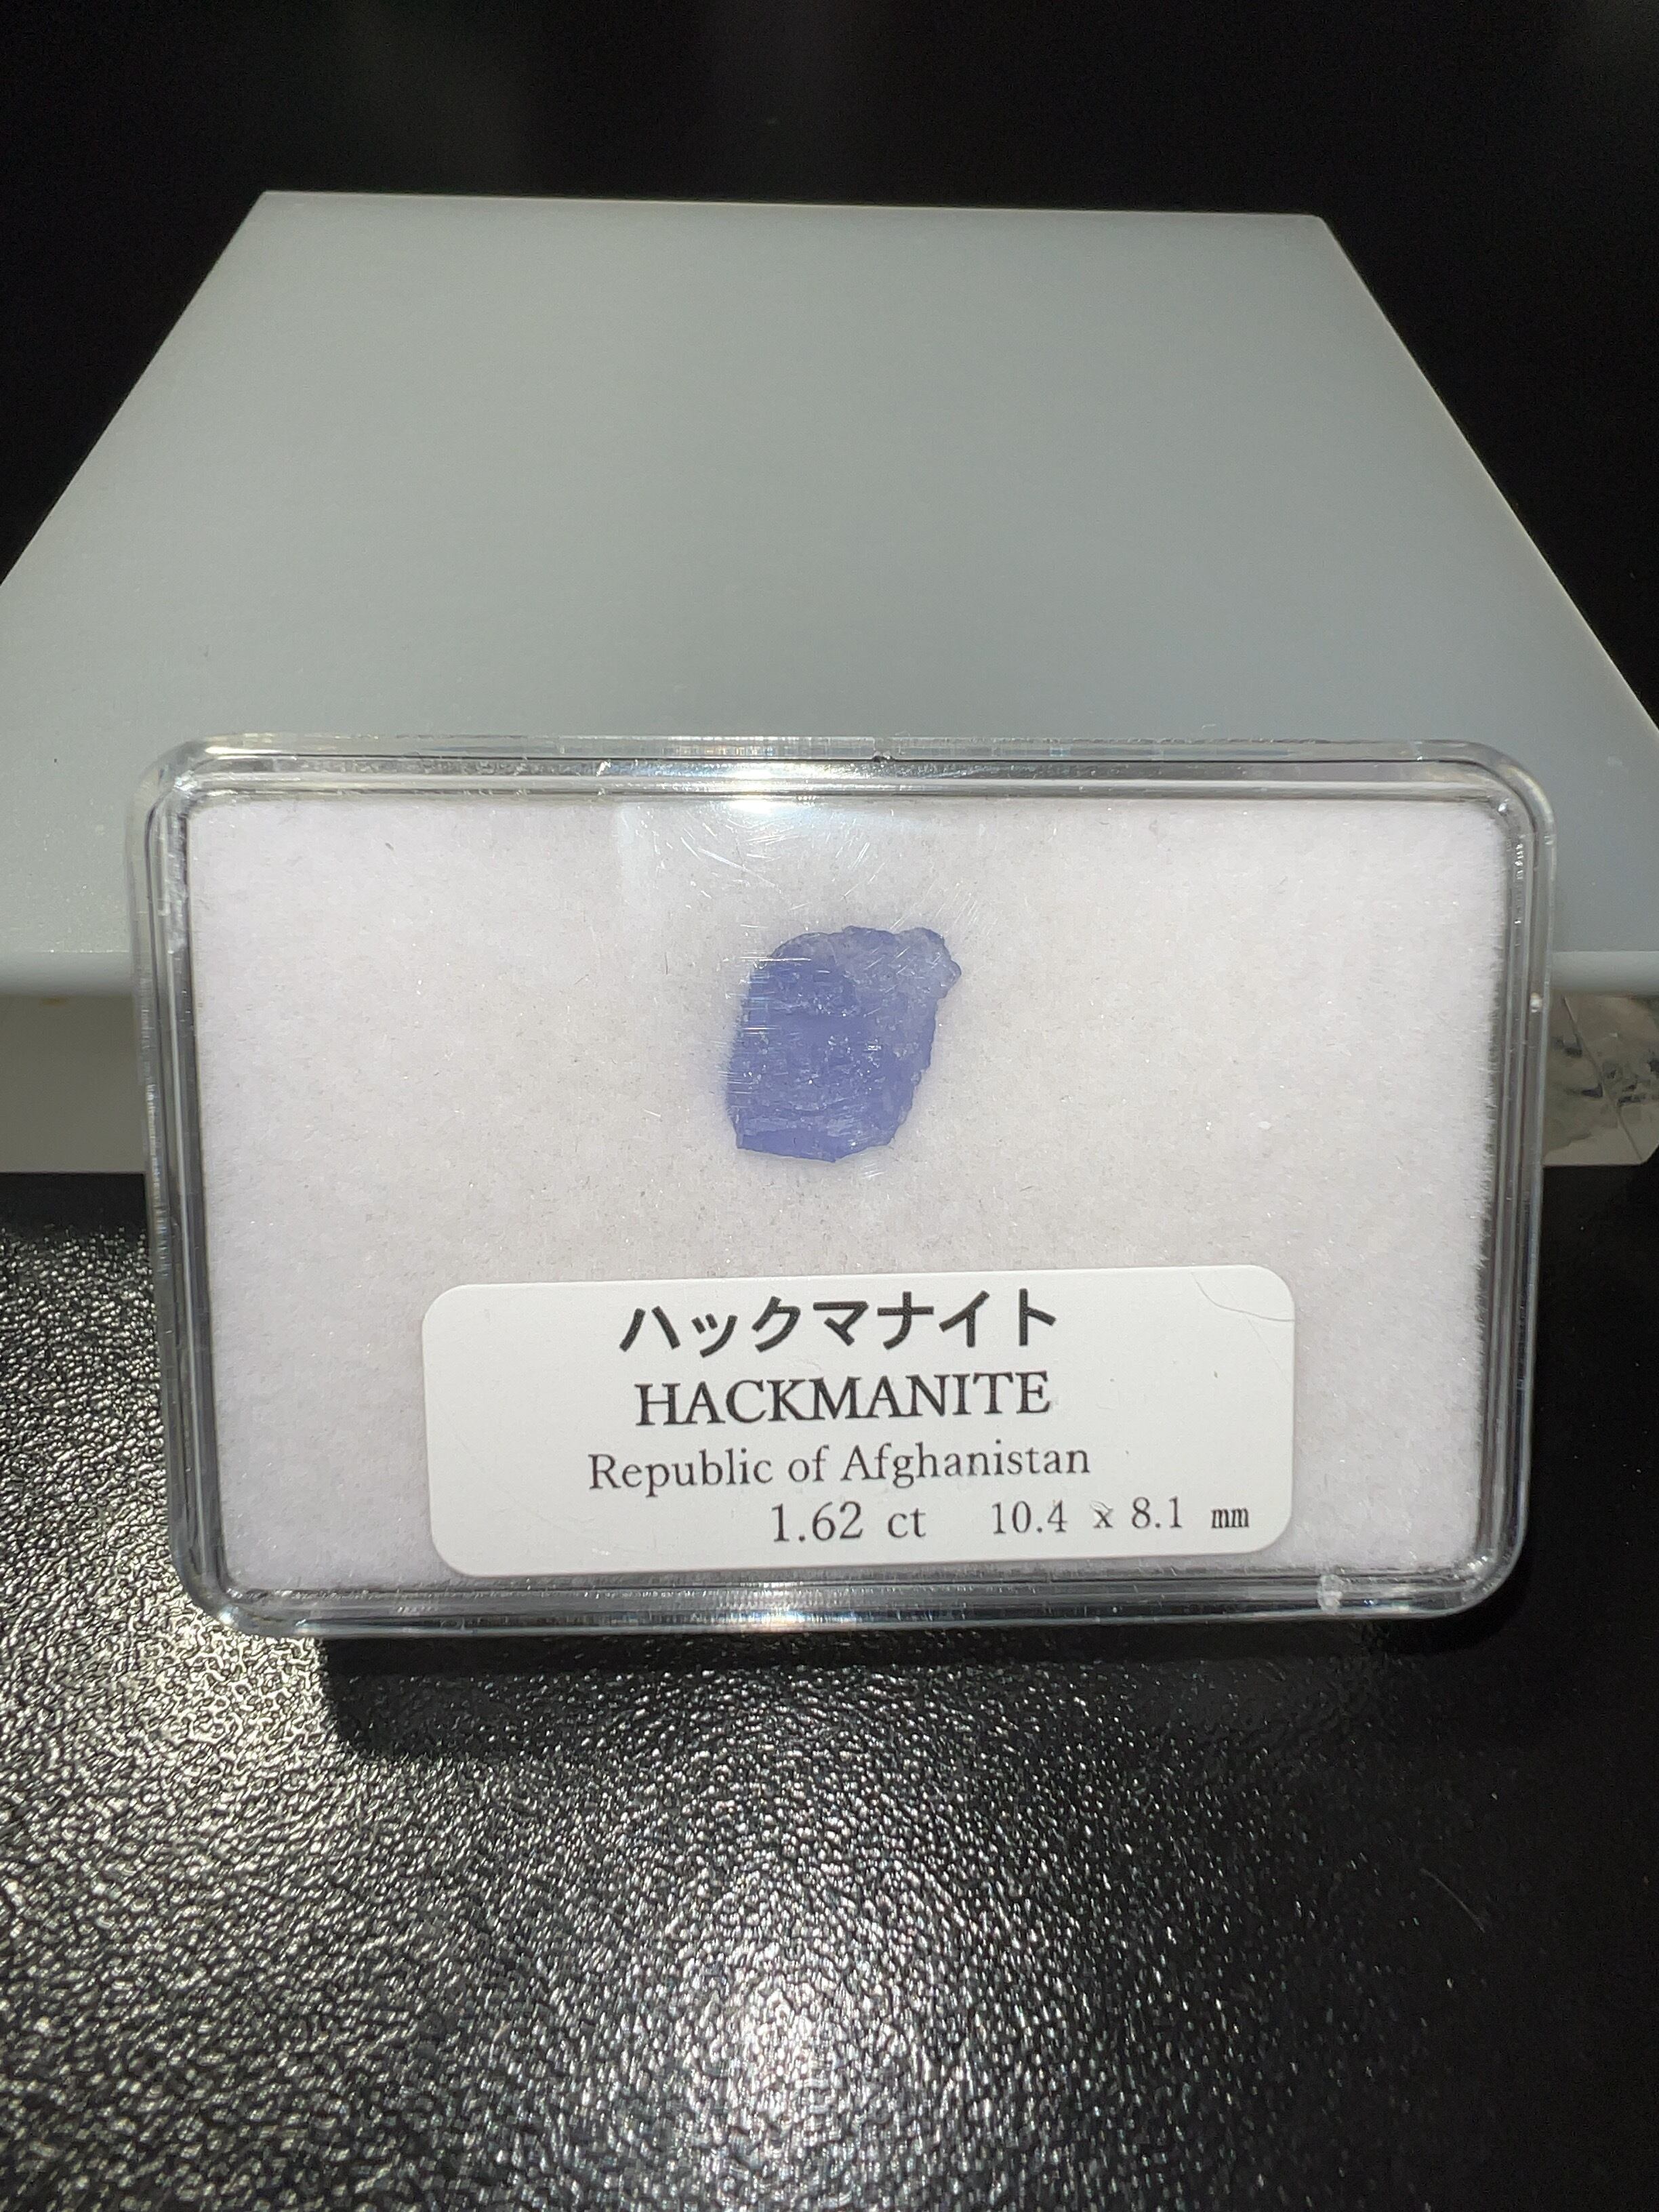 ハックマナイト
HACKMANITE
Republic of Afghanistan
1.62 ct 10.4 x 8.1 mm